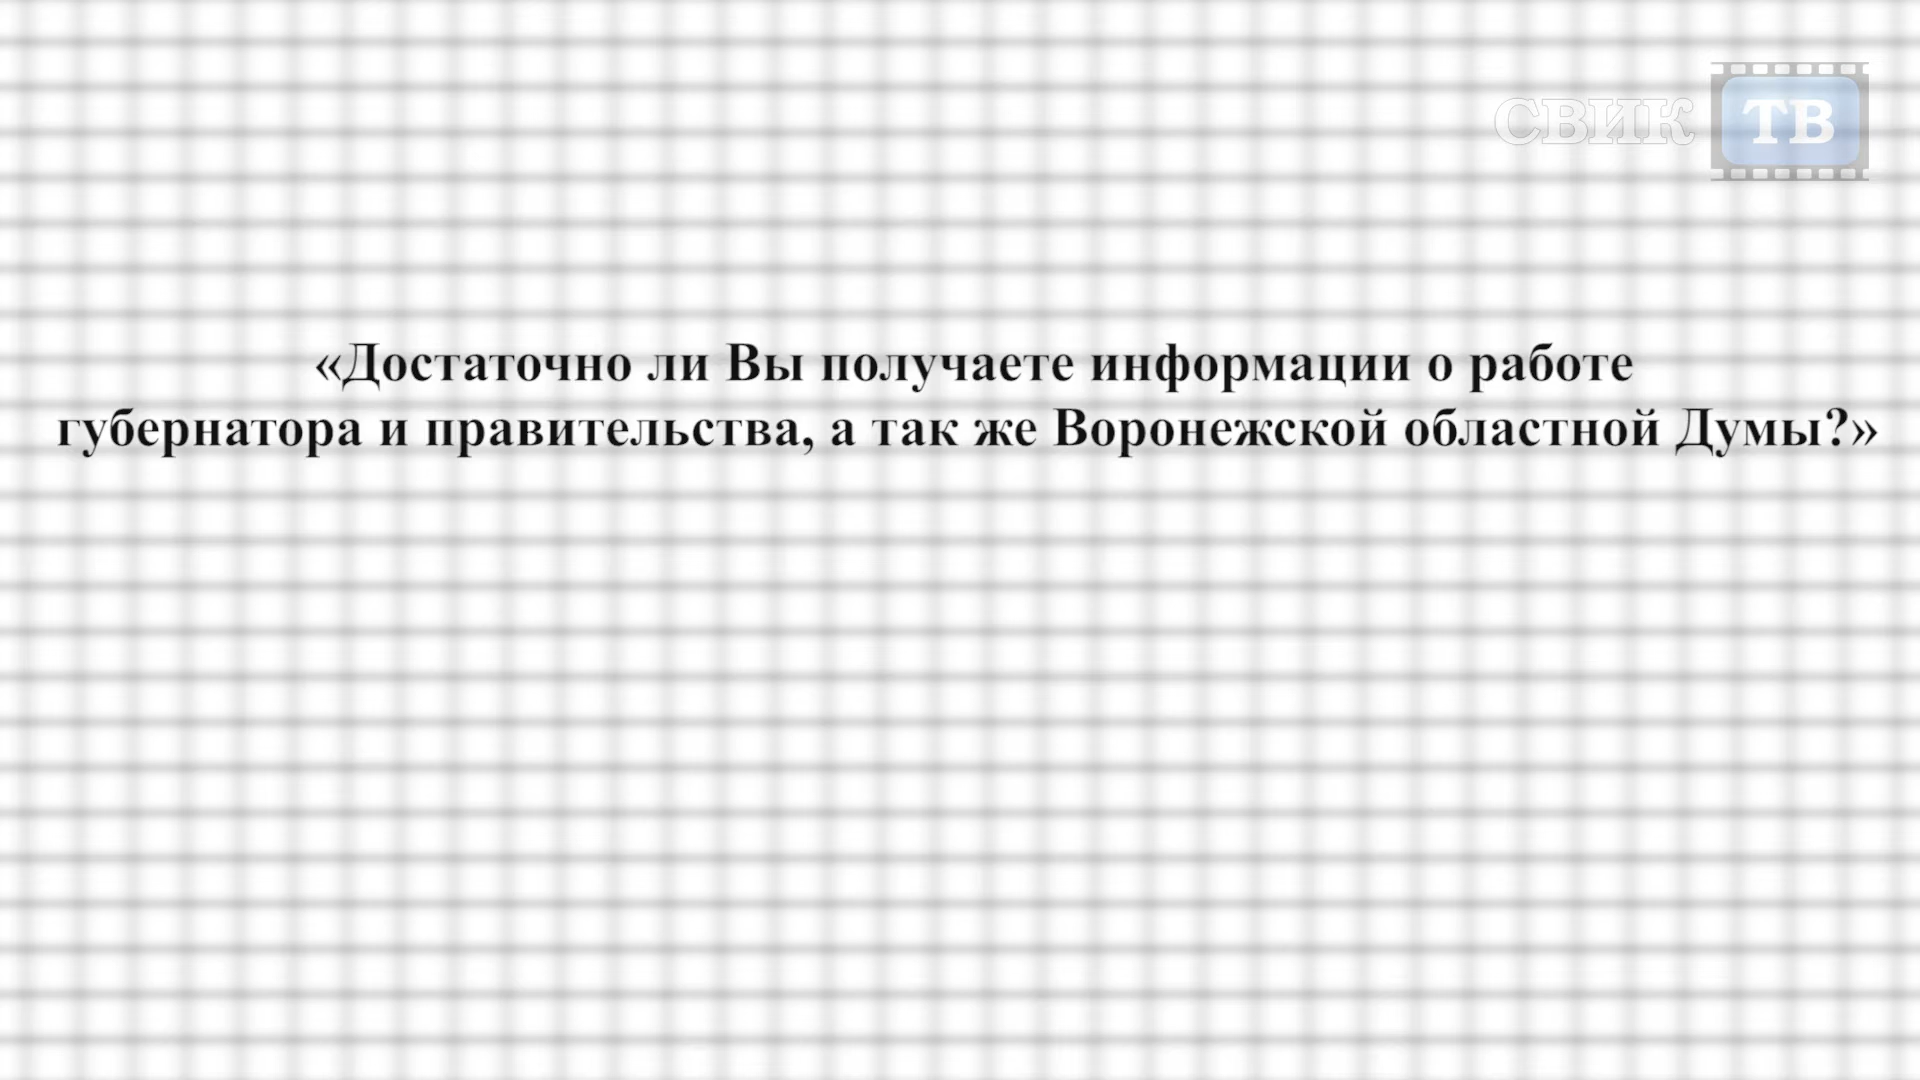 СВИК ТВ
«Достаточно ли Вы получаете информации о работе
губернатора и правительства, а так же Воронежской областной Думы?»